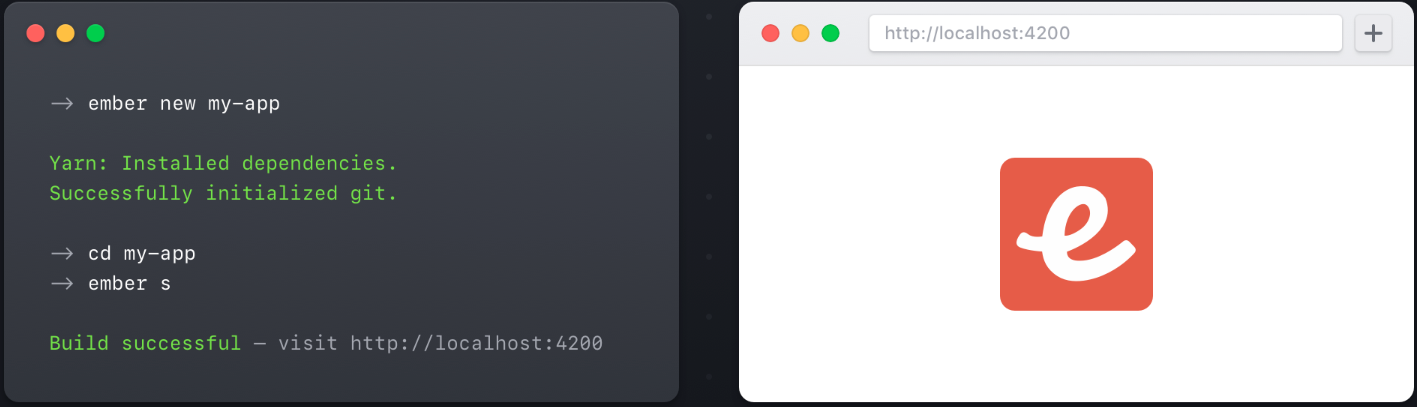 → ember new my-app
Yarn: Installed dependencies.
Successfully initialized git.
→ cd my-app
→ ember s
Build successful – visit http://localhost:4200
http://localhost:4200
e